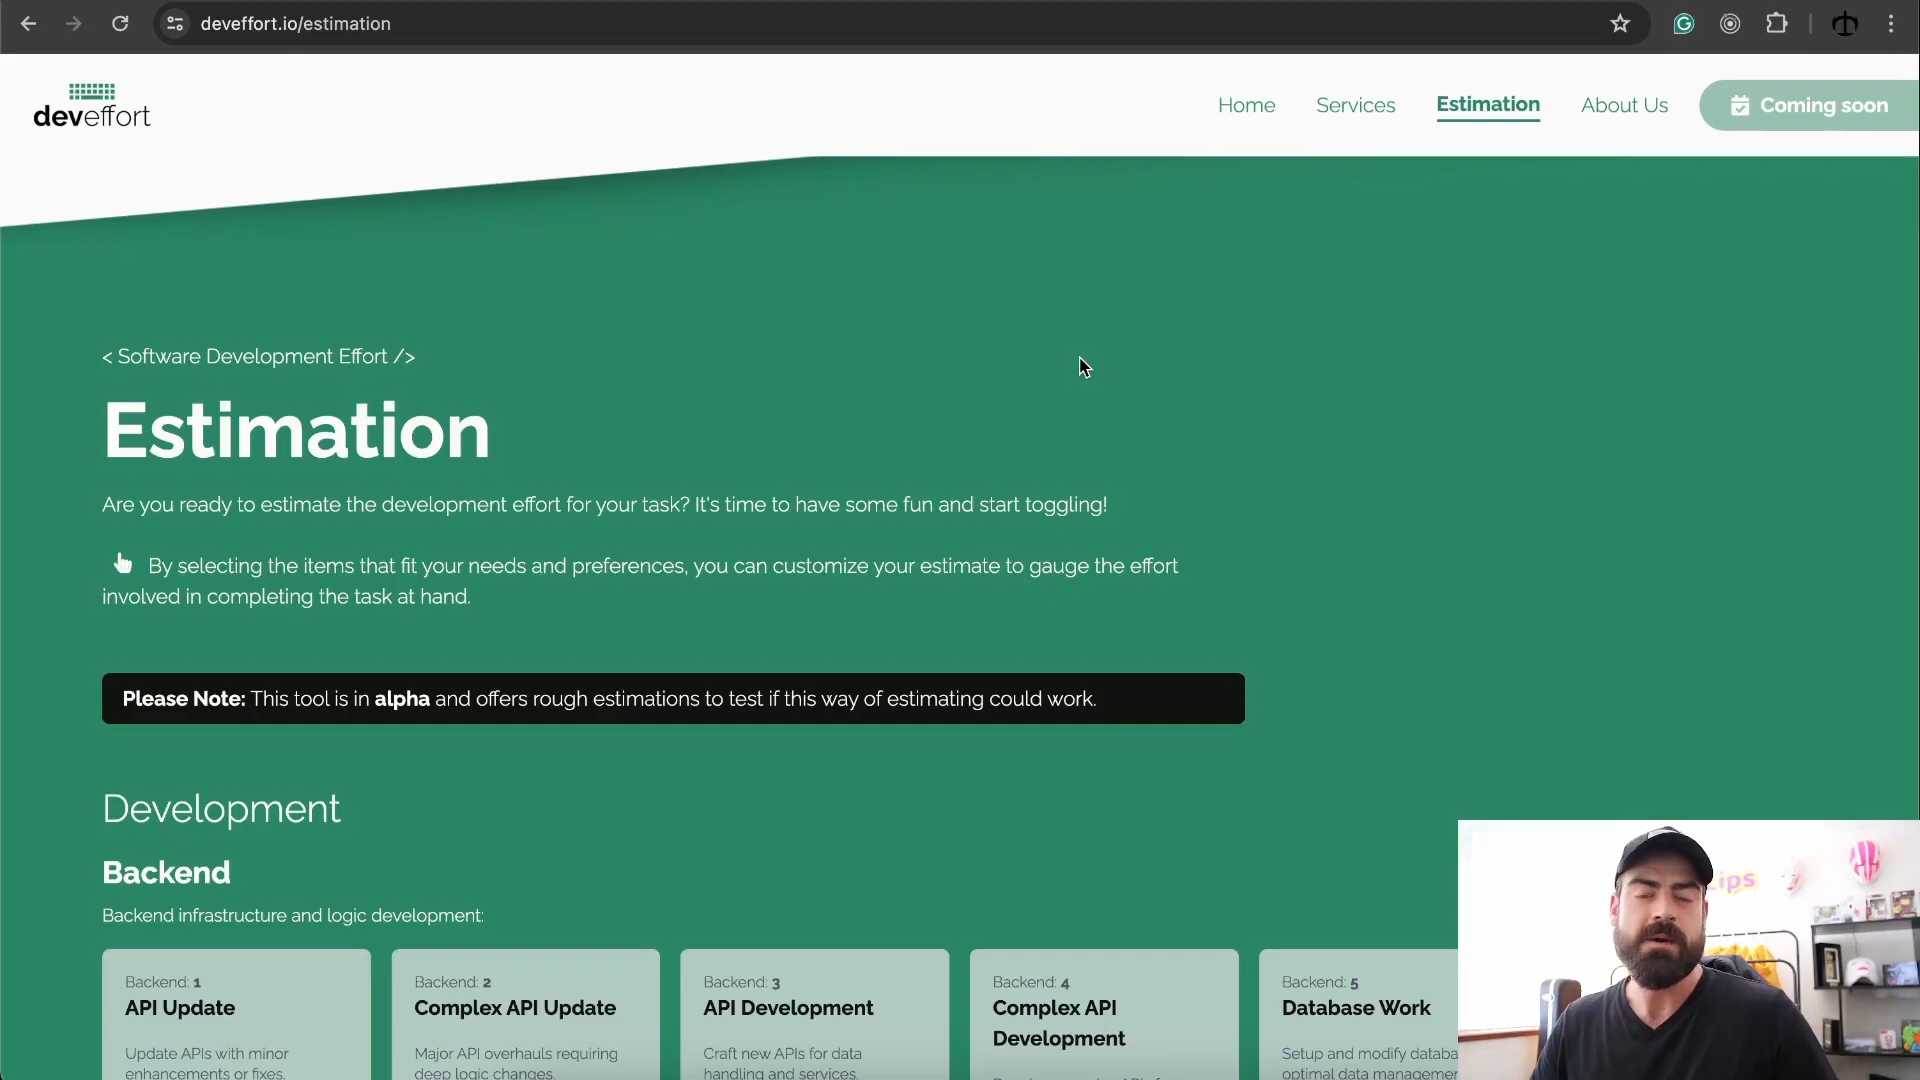 deveffort.io/estimation
deveffort
Home
Services
Estimation
About Us
Coming soon
< Software Development Effort />
Estimation
Are you ready to estimate the development effort for your task? It's time to have some fun and start toggling!
By selecting the items that fit your needs and preferences, you can customize your estimate to gauge the effort
involved in completing the task at hand.
Please Note: This tool is in alpha and offers rough estimations to test if this way of estimating could work.
Development
Backend
Backend infrastructure and logic development:
Backend: 1
API Update
Update APIs with minor
enhancements or fixes.
Backend: 2
Complex API Update
Major API overhauls requiring
deep logic changes.
Backend: 3
API Development
Craft new APIs for data
handling and services.
Backend: 4
Complex API
Development
Backend: 5
Database Work
Setup and modify
optimal data